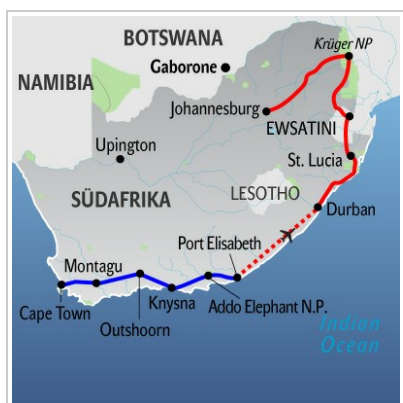 BOTSWANA
Krüger NP
Gaborone
NAMIBIA
Johannesburg
EWSATINI
Upington
St. Lucia
LESOTHO
SÜDAFRIKA
Durban
Port Elisabeth
Montagu
Cape Town
Knysna
Addo Elephant N.P.
Outshoorn
Indian
Ocean